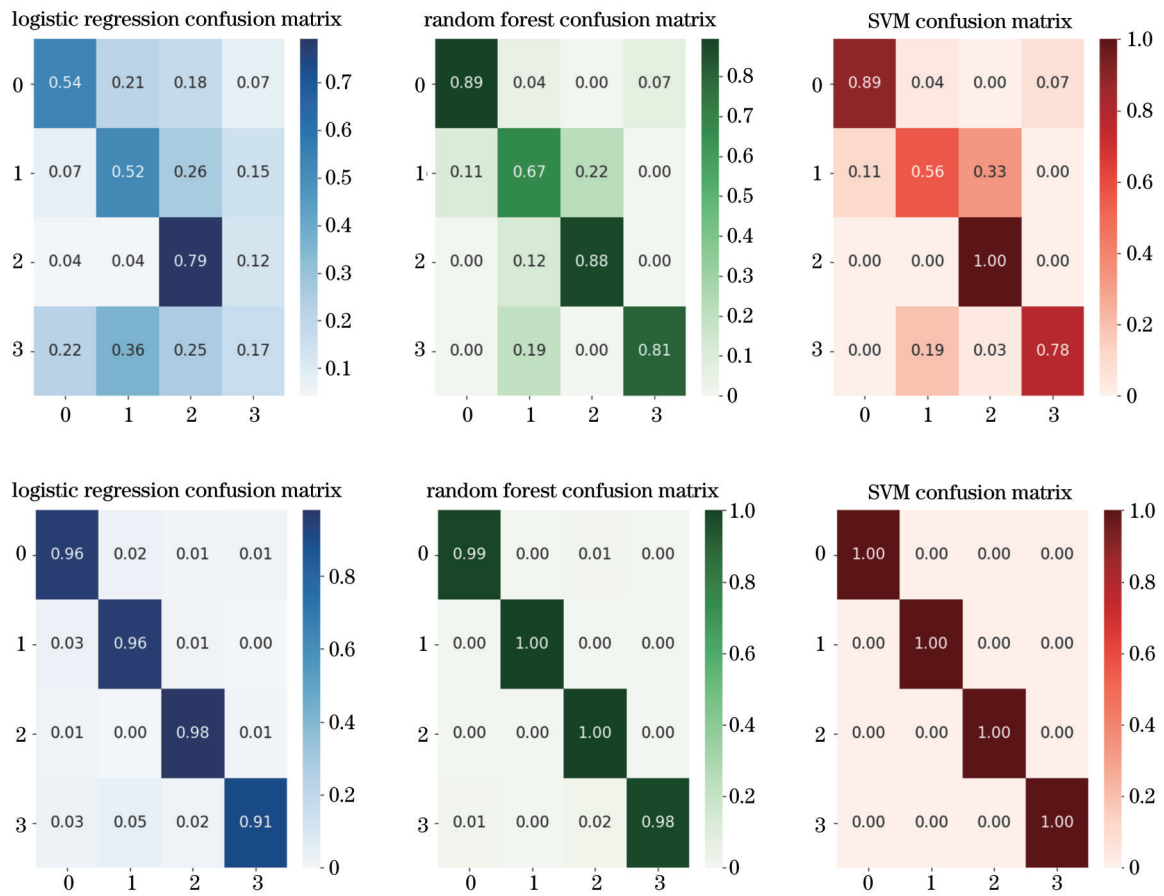 logistic regression confusion matrix
0 0.54 0.21 0.18 0.07
1 0.07 0.52 0.26 0.15
2 0.04 0.04 0.79 0.12
3 0.22 0.36 0.25 0.17
0 1 2 3
0.7
0.6
0.5
0.4
0.3
0.2
0.1
random forest confusion matrix
0 0.89 0.04 0.00 0.07
1 0.11 0.67 0.22 0.00
2 0.00 0.12 0.88 0.00
3 0.00 0.19 0.00 0.81
0 1 2 3
0.8
0.7
0.6
0.5
0.4
0.3
0.2
0.1
0
SVM confusion matrix
0 0.89 0.04 0.00 0.07
1 0.11 0.56 0.33 0.00
2 0.00 0.00 1.00 0.00
3 0.00 0.19 0.03 0.78
0 1 2 3
1.0
0.8
0.6
0.4
0.2
0
logistic regression confusion matrix
0 0.96 0.02 0.01 0.01
1 0.03 0.96 0.01 0.00
2 0.01 0.00 0.98 0.01
3 0.03 0.05 0.02 0.91
0 1 2 3
0.8
0.6
0.4
0.2
0
random forest confusion matrix
0 0.99 0.00 0.01 0.00
1 0.00 1.00 0.00 0.00
2 0.00 0.00 1.00 0.00
3 0.01 0.00 0.02 0.98
0 1 2 3
1.0
0.8
0.6
0.4
0.2
0
SVM confusion matrix
0 1.00 0.00 0.00 0.00
1 0.00 1.00 0.00 0.00
2 0.00 0.00 1.00 0.00
3 0.00 0.00 0.00 1.00
0 1 2 3
1.0
0.8
0.6
0.4
0.2
0